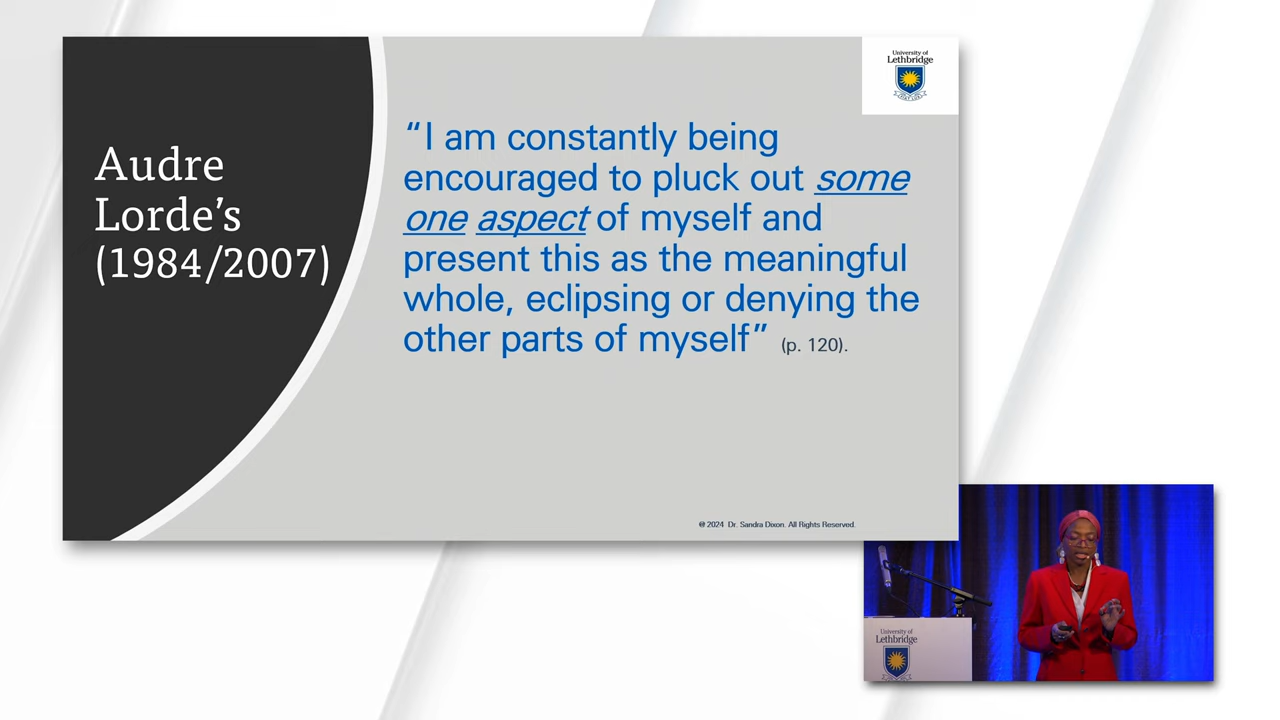 University of
Lethbridge
Audre
Lorde’s
(1984/2007)
“I am constantly being
encouraged to pluck out some
one aspect of myself and
present this as the meaningful
whole, eclipsing or denying the
other parts of myself” (p. 120).
@ 2024 Dr. Sandra Dixon. All Rights Reserved.
University of
Lethbridge